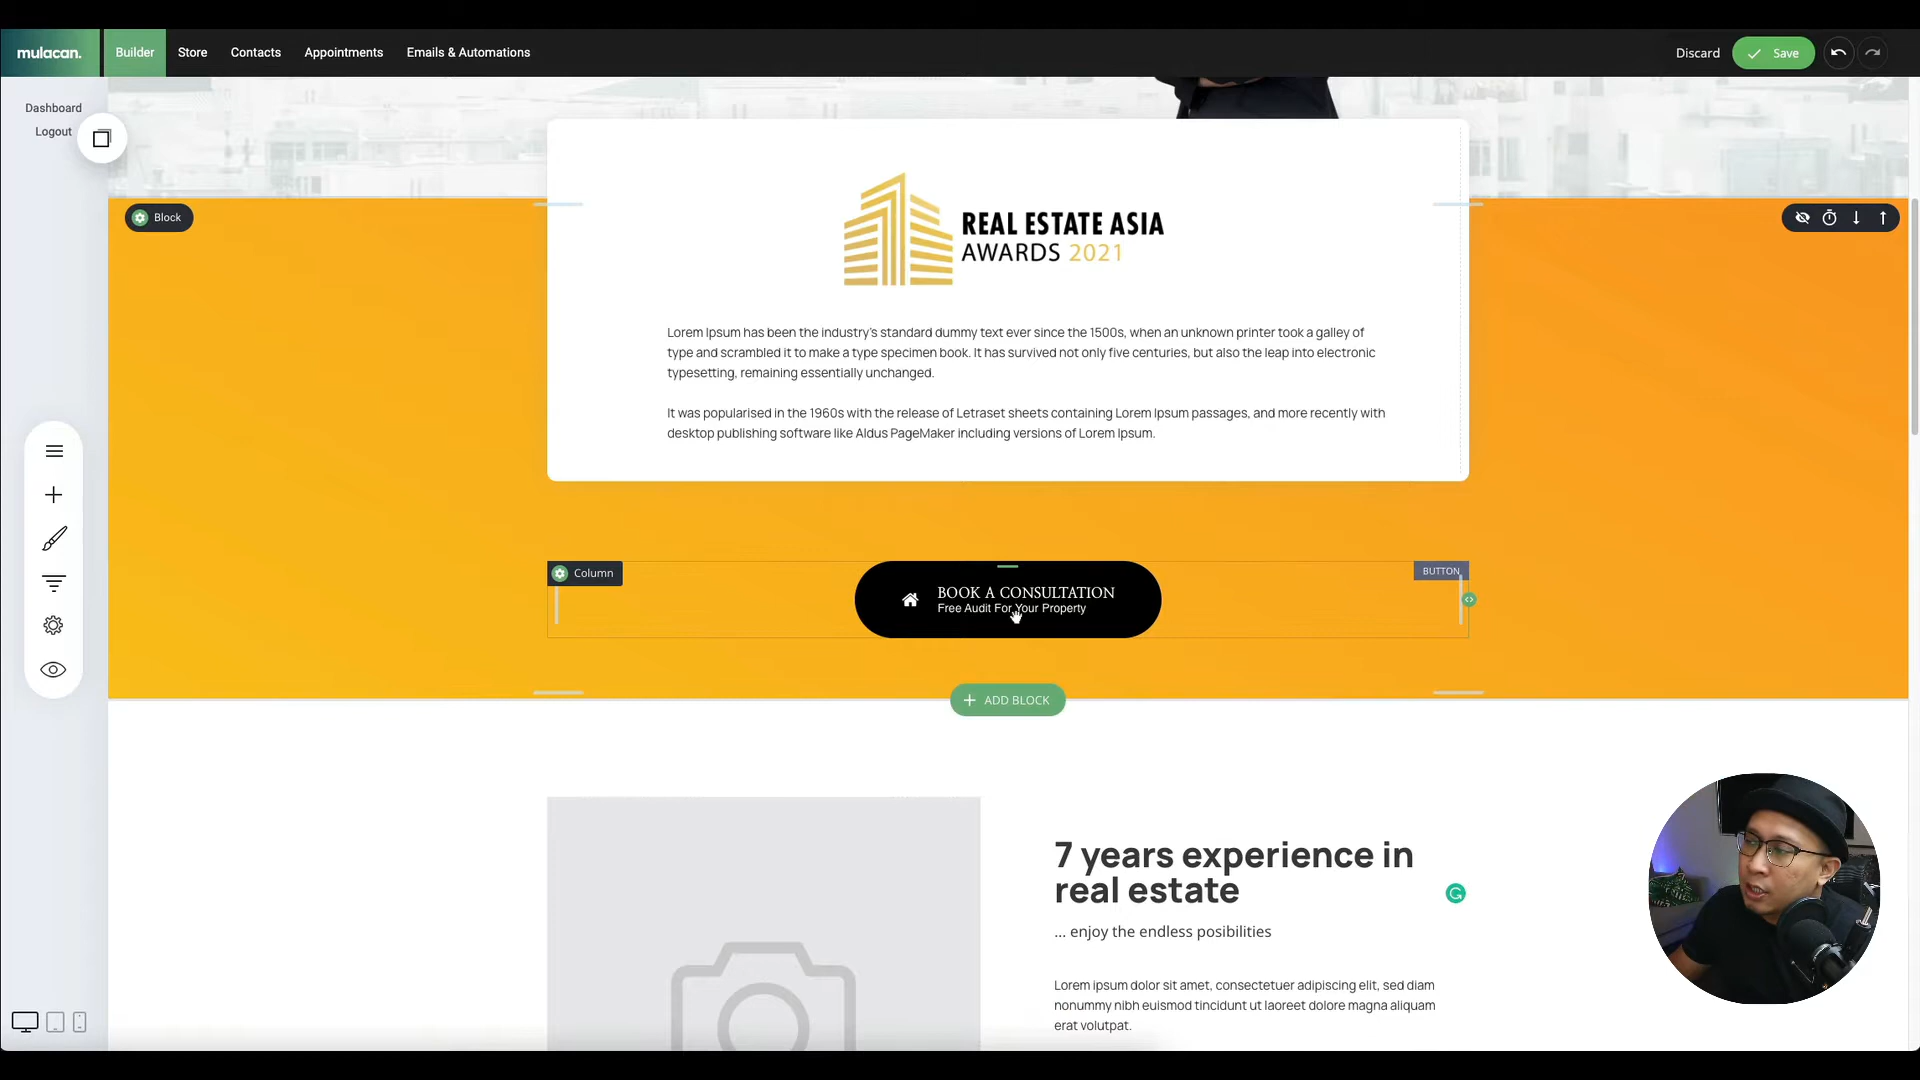 mulacan.
Builder
Store
Contacts
Appointments
Emails & Automations
Discard
Save
Dashboard
Logout
Block
REAL ESTATE ASIA
AWARDS 2021
Lorem Ipsum has been the industry's standard dummy text ever since the 1500s, when an unknown printer took a galley of
type and scrambled it to make a type specimen book. It has survived not only five centuries, but also the leap into electronic
typesetting, remaining essentially unchanged.
It was popularised in the 1960s with the release of Letraset sheets containing Lorem Ipsum passages, and more recently with
desktop publishing software like Aldus PageMaker including versions of Lorem Ipsum.
Column
BUTTON
BOOK A CONSULTATION
Free Audit For Your Property
ADD BLOCK
7 years experience in
real estate
... enjoy the endless posibilities
Lorem ipsum dolor sit amet, consectetuer adipiscing elit, sed diam
nonummy nibh euismod tincidunt ut laoreet dolore magna aliquam
erat volutpat.